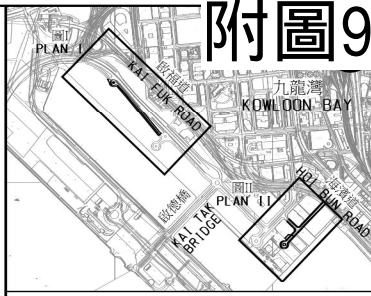 附圖9
圖I
PLAN I
啟福道
KAI FUK ROAD
九龍灣
KOWLOON BAY
啟德橋
KAI TAK
BRIDGE
圖II
PLAN II
海濱道
HOI BUN ROAD